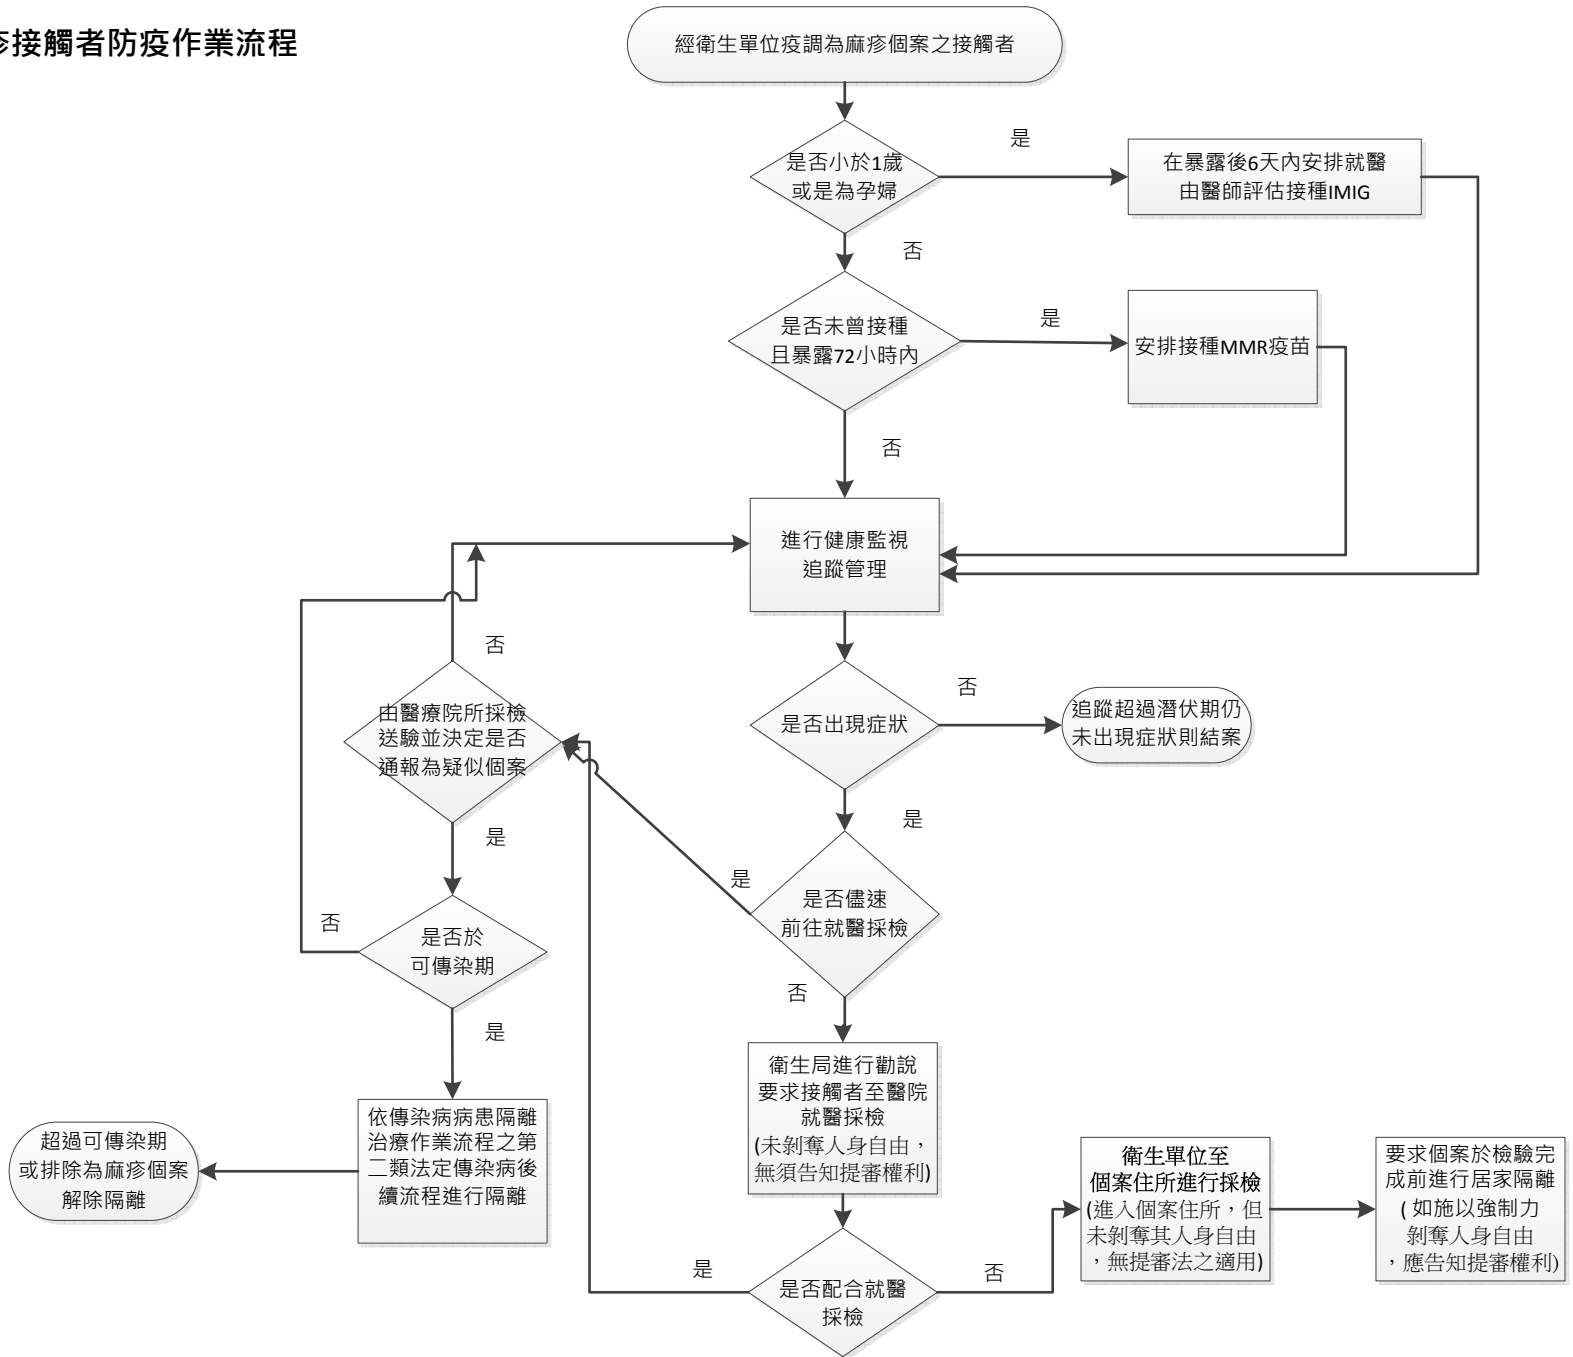 接觸者防疫作業流程
經衛生單位疫調為麻疹個案之接觸者
是否小於1歲
或是為孕婦
是
在暴露後6天內安排就醫
由醫師評估接種IMIG
否
是否未曾接種
且暴露72小時內
是
安排接種MMR疫苗
否
進行健康監視
追蹤管理
否
由醫療院所採檢
送驗並決定是否
通報為疑似個案
是否出現症狀
否
追蹤超過潛伏期仍
未出現症狀則結案
是
是
是
是否儘速
前往就醫採檢
否
是否於
可傳染期
是
否
衛生局進行勸說
要求接觸者至醫院
就醫採檢
(未剝奪人身自由，
無須告知提審權利)
依傳染病病患隔離
治療作業流程之第
二類法定傳染病後
續流程進行隔離
超過可傳染期
或排除為麻疹個案
解除隔離
衛生單位至
個案住所進行採檢
(進入個案住所，但
未剝奪其人身自由
，無提審法之適用)
要求個案於檢驗完
成前進行居家隔離
( 如施以強制力
剝奪人身自由
，應告知提審權利)
是
是否配合就醫
採檢
否